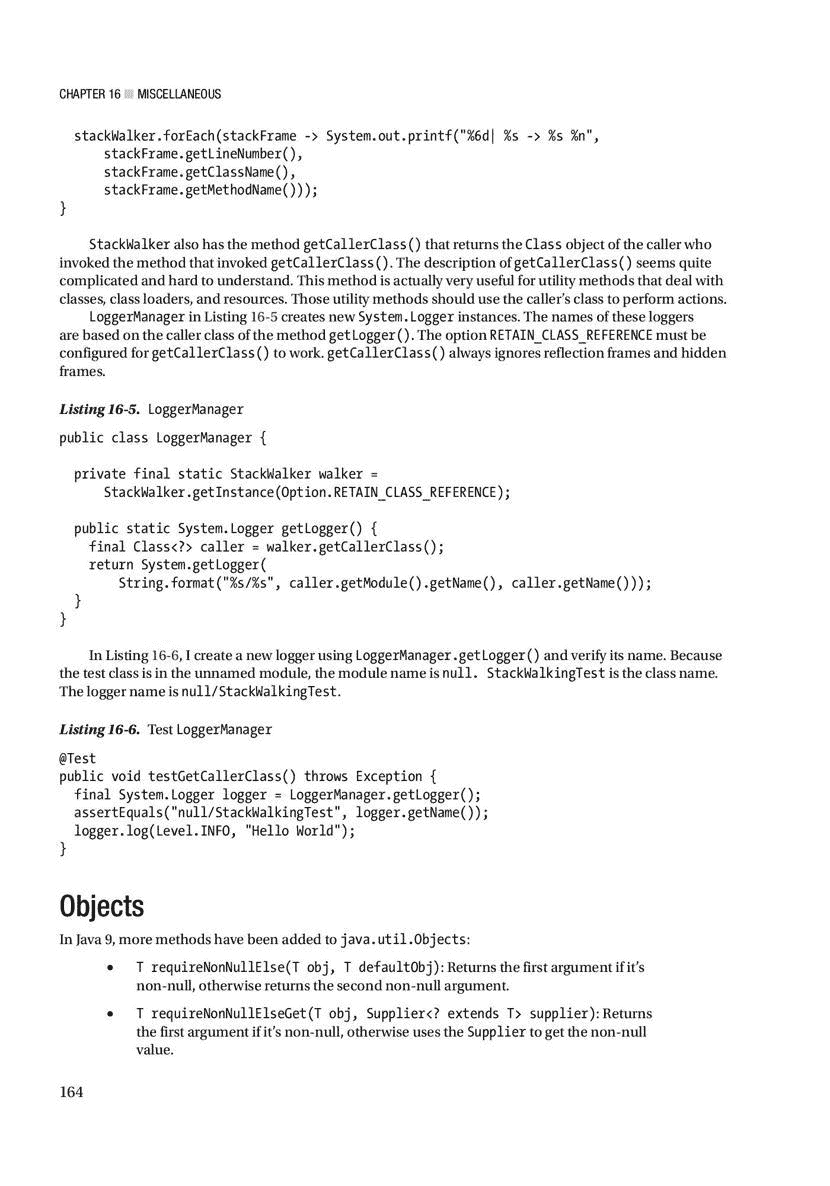 CHAPTER 16 ▒ MISCELLANEOUS
stackWalker.forEach(stackFrame -> System.out.printf("%6d| %s -> %s %n",
stackFrame.getLineNumber(),
stackFrame.getClassName(),
stackFrame.getMethodName()));
}
StackWalker also has the method getCallerClass() that returns the Class object of the caller who
invoked the method that invoked getCallerClass(). The description of getCallerClass() seems quite
complicated and hard to understand. This method is actually very useful for utility methods that deal with
classes, class loaders, and resources. Those utility methods should use the caller’s class to perform actions.
LoggerManager in Listing 16-5 creates new System.Logger instances. The names of these loggers
are based on the caller class of the method getLogger(). The option RETAIN_CLASS_REFERENCE must be
configured for getCallerClass() to work. getCallerClass() always ignores reflection frames and hidden
frames.
Listing 16-5. LoggerManager
public class LoggerManager {
private final static StackWalker walker =
StackWalker.getInstance(Option.RETAIN_CLASS_REFERENCE);
public static System.Logger getLogger() {
final Class<?> caller = walker.getCallerClass();
return System.getLogger(
String.format("%s/%s", caller.getModule().getName(), caller.getName()));
}
}
In Listing 16-6, I create a new logger using LoggerManager.getLogger() and verify its name. Because
the test class is in the unnamed module, the module name is null. StackWalkingTest is the class name.
The logger name is null/StackWalkingTest.
Listing 16-6. Test LoggerManager
@Test
public void testGetCallerClass() throws Exception {
final System.Logger logger = LoggerManager.getLogger();
assertEquals("null/StackWalkingTest", logger.getName());
logger.log(Level.INFO, "Hello World");
}
Objects
In Java 9, more methods have been added to java.util.Objects:
• T requireNonNullElse(T obj, T defaultObj): Returns the first argument if it’s
non-null, otherwise returns the second non-null argument.
• T requireNonNullElseGet(T obj, Supplier<? extends T> supplier): Returns
the first argument if it’s non-null, otherwise uses the Supplier to get the non-null
value.
164